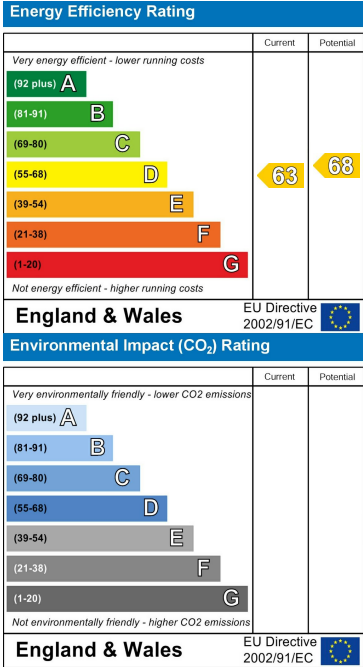 Energy Efficiency Rating
Current Potential
Very energy efficient - lower running costs
(92 plus) A
(81-91) B
(69-80) C
(55-68) D
(39-54) E
(21-38) F
(1-20) G
63
68
Not energy efficient - higher running costs
England & Wales
EU Directive
2002/91/EC
Environmental Impact (CO₂) Rating
Current Potential
Very environmentally friendly - lower CO2 emissions
(92 plus) A
(81-91) B
(69-80) C
(55-68) D
(39-54) E
(21-38) F
(1-20) G
Not environmentally friendly - higher CO2 emissions
England & Wales
EU Directive
2002/91/EC